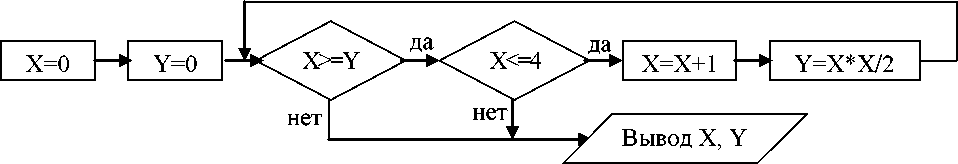 X=0
Y=0
X>=Y
да
X<=4
да
X=X+1
Y=X*X/2
нет
нет
Вывод X, Y